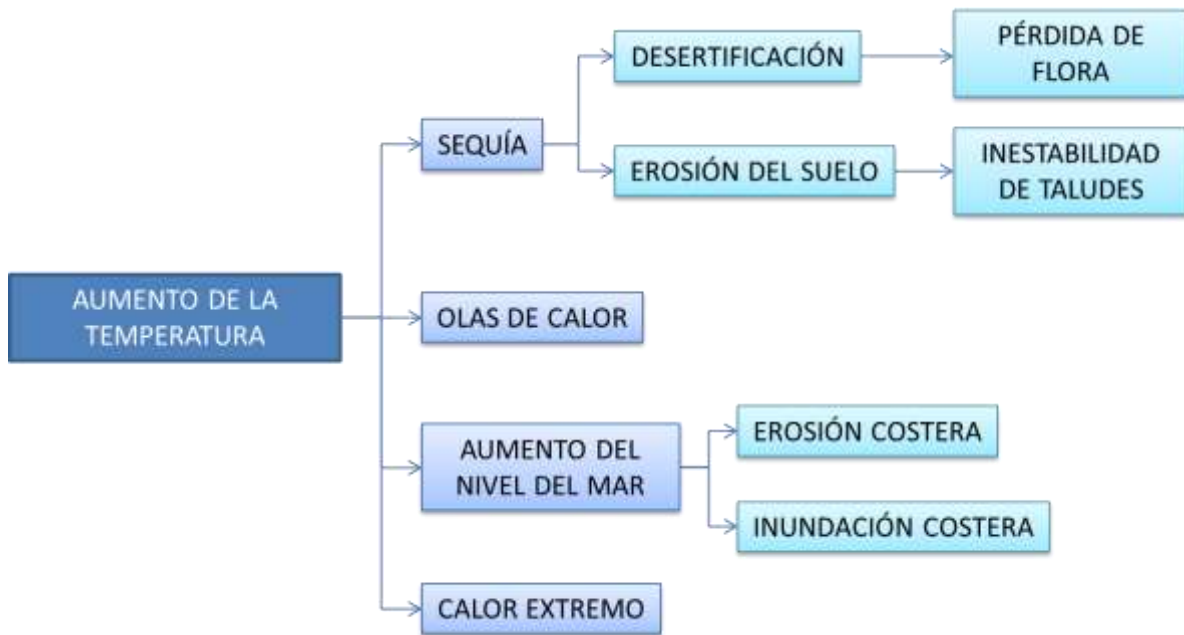 DESERTIFICACIÓN
PÉRDIDA DE
FLORA
SEQUÍA
EROSIÓN DEL SUELO
INESTABILIDAD
DE TALUDES
AUMENTO DE LA
TEMPERATURA
OLAS DE CALOR
AUMENTO DEL
NIVEL DEL MAR
EROSIÓN COSTERA
INUNDACIÓN COSTERA
CALOR EXTREMO